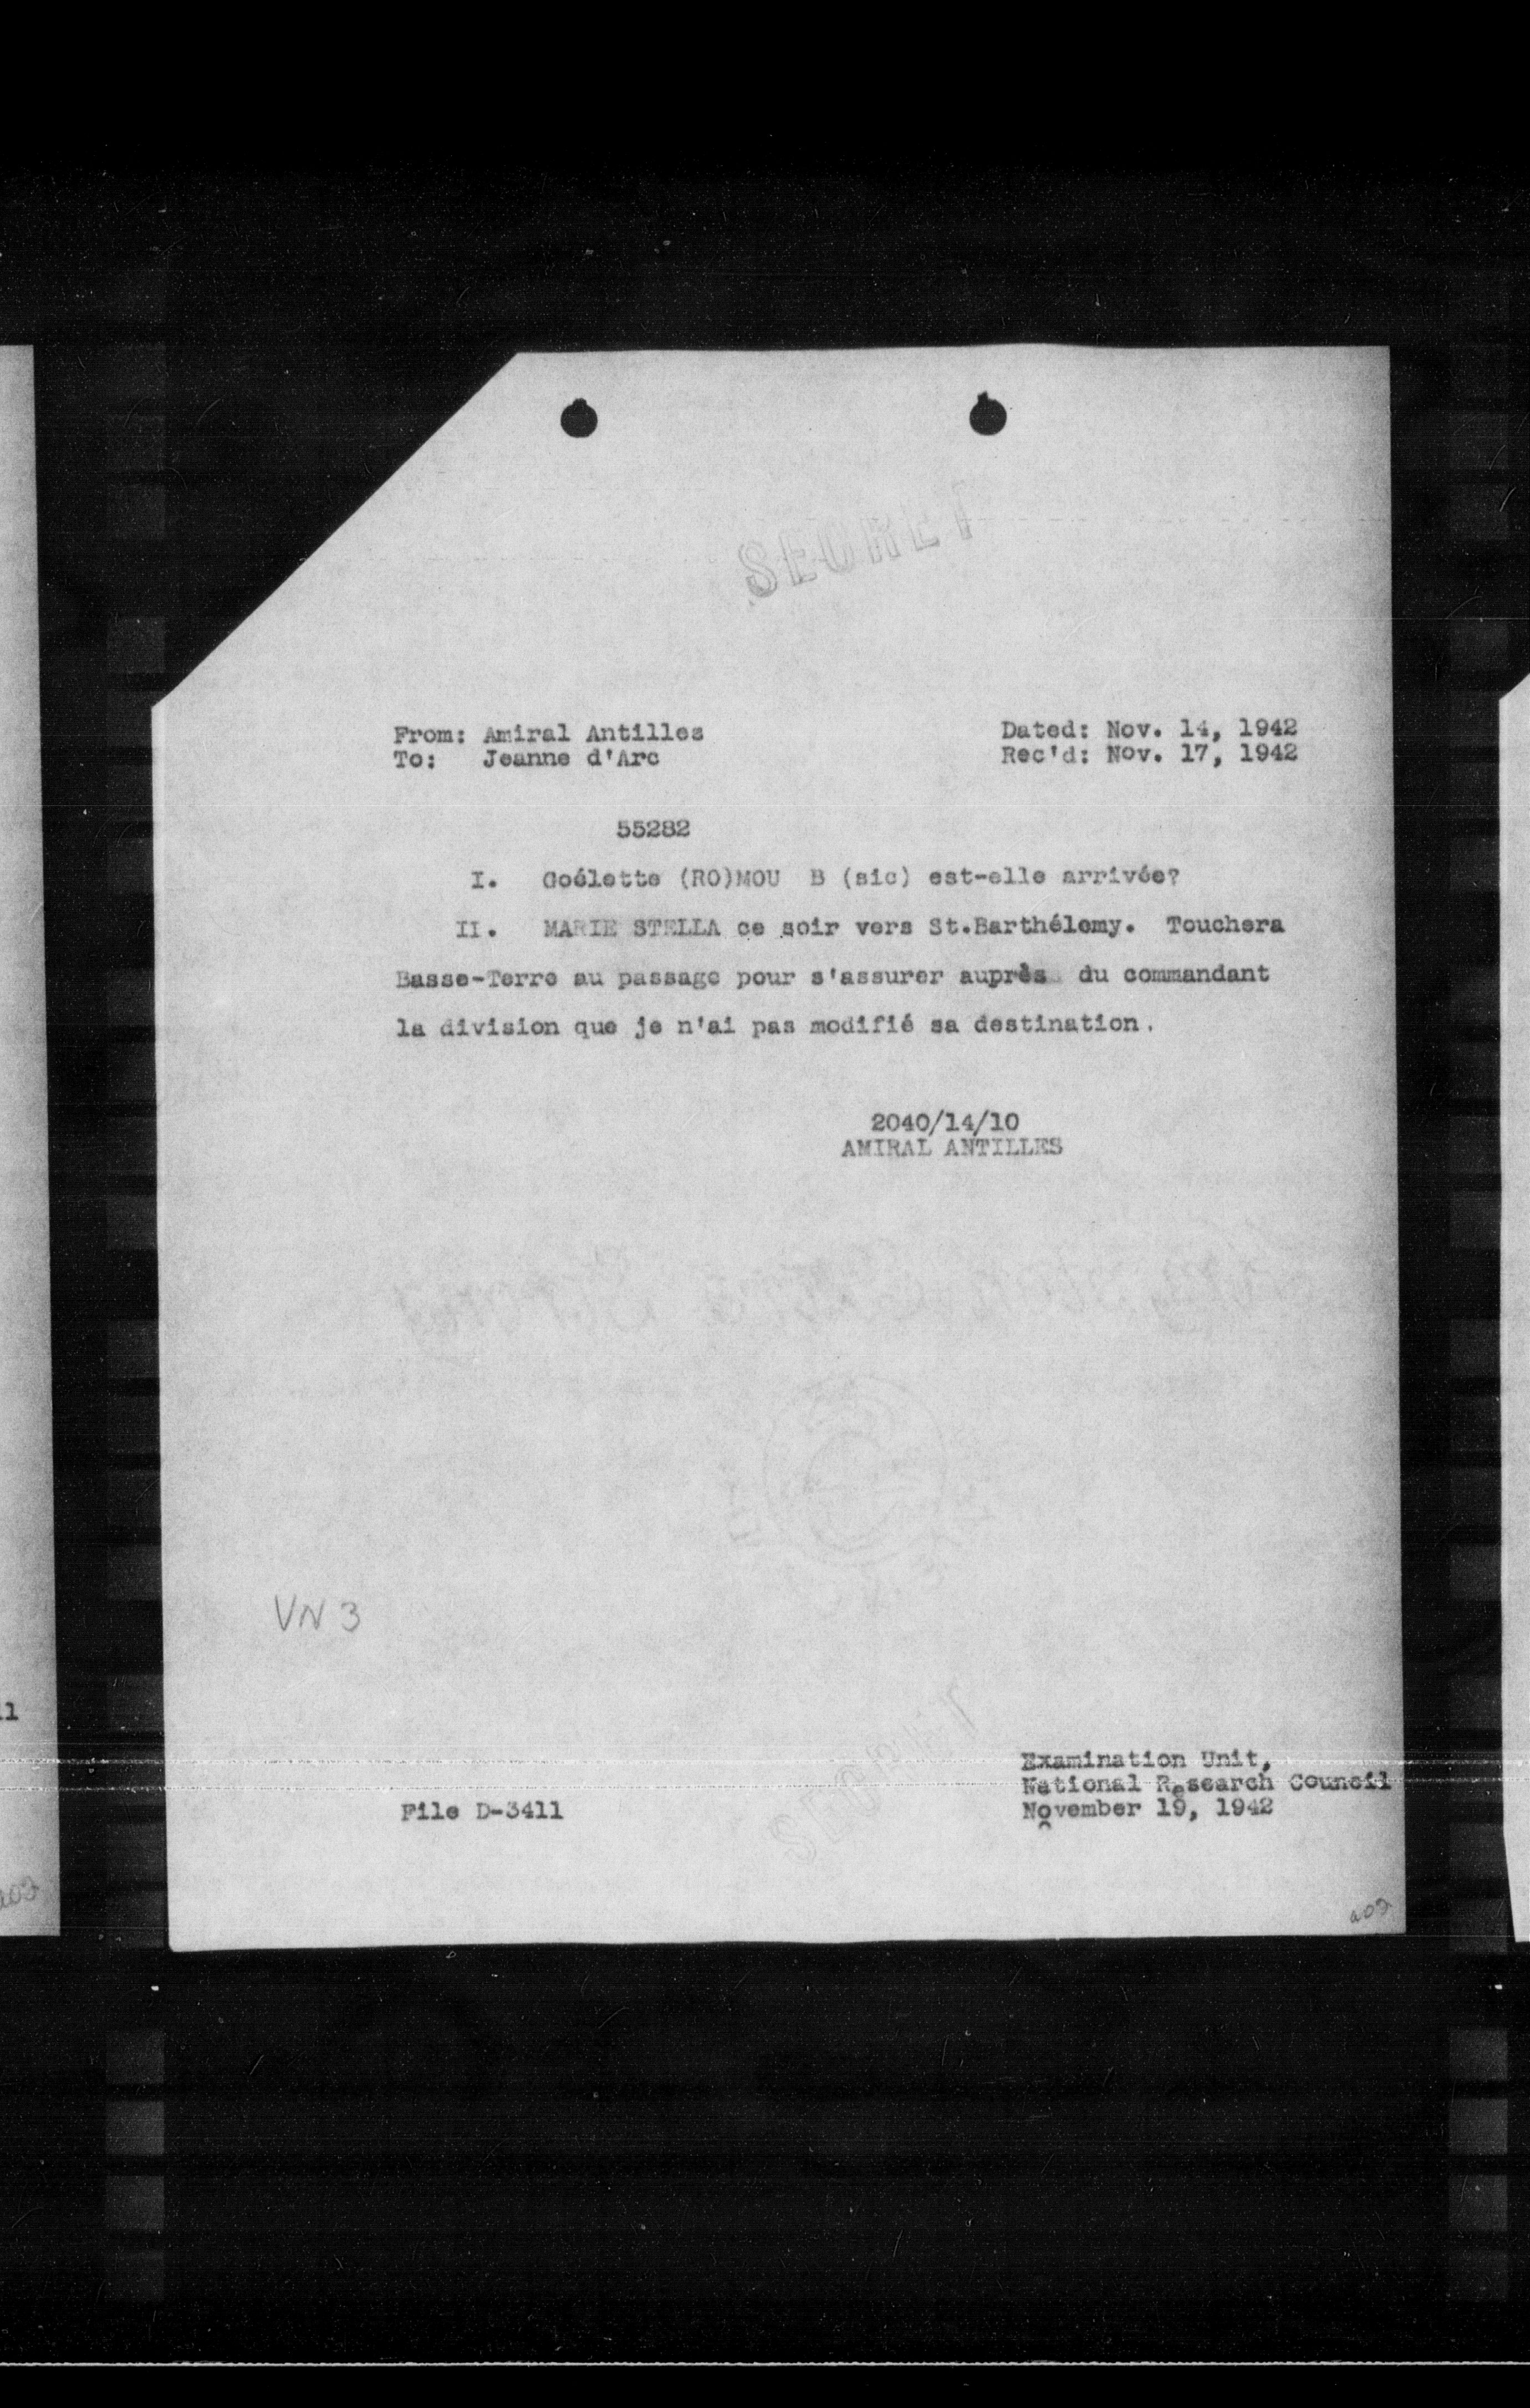 SECRET
From: Amiral Antilles
To: Jeanne d'Arc
Dated: Nov. 14, 1942
Rec'd: Nov. 17, 1942
55282
I. Goélette (RO)MOU B (sic) est-elle arrivée?
II. MARIE STELLA ce soir vers St.Barthélemy. Touchera
Basse-Terre au passage pour s'assurer auprès du commandant
la division que je n'ai pas modifié sa destination.
2040/14/10
AMIRAL ANTILLES
VN 3
SECRET
Examination Unit,
National Research Council
November 19, 1942
File D-3411